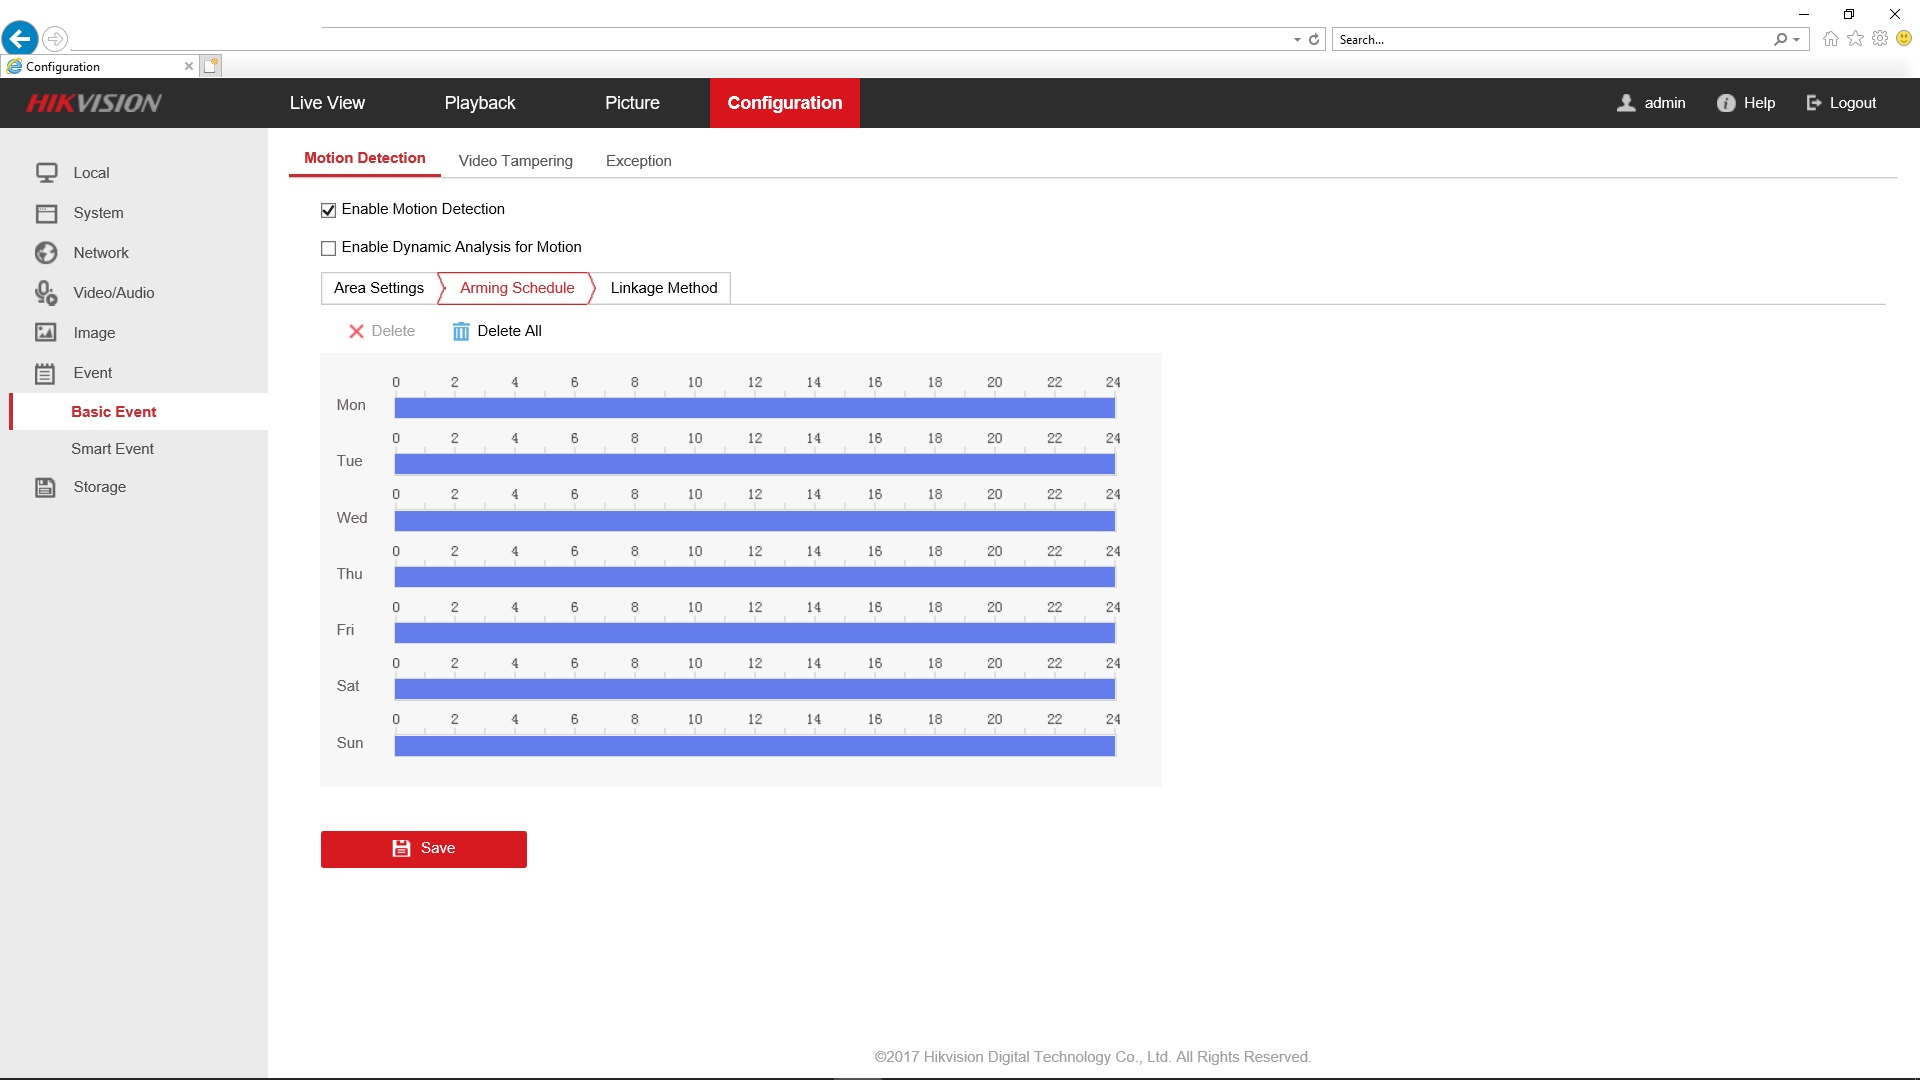 Search...
Configuration
HIKVISION Live View Playback Picture Configuration admin Help Logout
Local
System
Network
Video/Audio
Image
Event
Basic Event
Smart Event
Storage
Motion Detection Video Tampering Exception
Enable Motion Detection
Enable Dynamic Analysis for Motion
Area Settings Arming Schedule Linkage Method
Delete Delete All
0 2 4 6 8 10 12 14 16 18 20 22 24
Mon
0 2 4 6 8 10 12 14 16 18 20 22 24
Tue
0 2 4 6 8 10 12 14 16 18 20 22 24
Wed
0 2 4 6 8 10 12 14 16 18 20 22 24
Thu
0 2 4 6 8 10 12 14 16 18 20 22 24
Fri
0 2 4 6 8 10 12 14 16 18 20 22 24
Sat
0 2 4 6 8 10 12 14 16 18 20 22 24
Sun
Save
©2017 Hikvision Digital Technology Co., Ltd. All Rights Reserved.